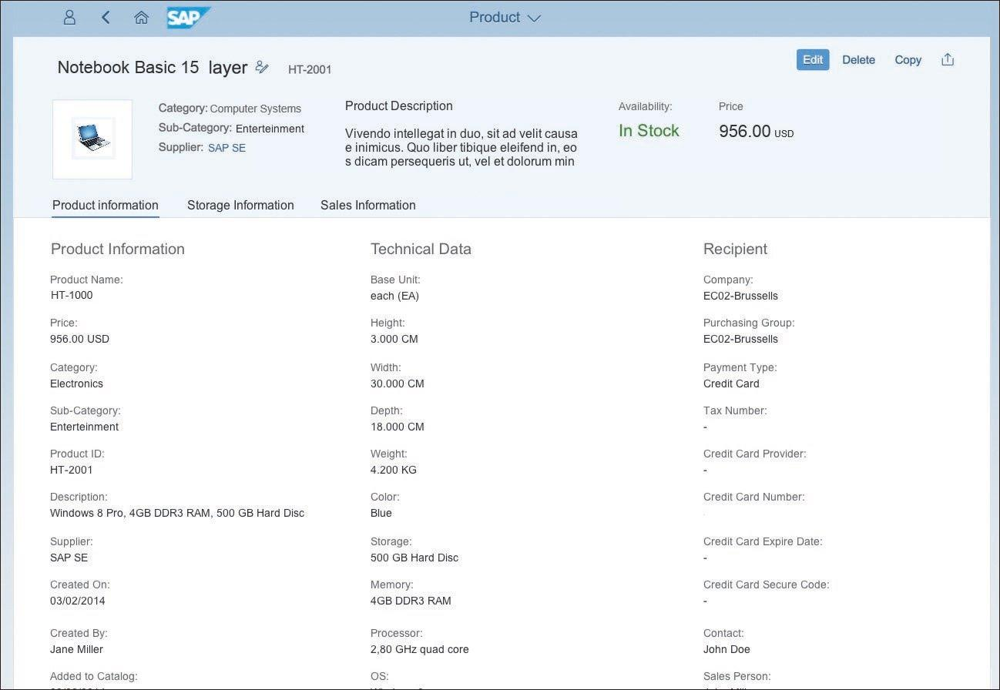 SAP
Product
Notebook Basic 15 layer
HT-2001
Edit
Delete
Copy
Category: Computer Systems
Sub-Category: Enterteinment
Supplier: SAP SE
Product Description
Vivendo intellegat in duo, sit ad velit causa
e inimicus. Quo liber tibique eleifend in, eo
s dicam persequeris ut, vel et dolorum min
Availability:
In Stock
Price
956.00 USD
Product information
Storage Information
Sales Information
Product Information
Product Name:
HT-1000
Price:
956.00 USD
Category:
Electronics
Sub-Category:
Enterteinment
Product ID:
HT-2001
Description:
Windows 8 Pro, 4GB DDR3 RAM, 500 GB Hard Disc
Supplier:
SAP SE
Created On:
03/02/2014
Created By:
Jane Miller
Added to Catalog:
Technical Data
Base Unit:
each (EA)
Height:
3.000 CM
Width:
30.000 CM
Depth:
18.000 CM
Weight:
4.200 KG
Color:
Blue
Storage:
500 GB Hard Disc
Memory:
4GB DDR3 RAM
Processor:
2,80 GHz quad core
OS:
Recipient
Company:
EC02-Brussells
Purchasing Group:
EC02-Brussells
Payment Type:
Credit Card
Tax Number:
-
Credit Card Provider:
-
Credit Card Number:
Credit Card Expire Date:
-
Credit Card Secure Code:
-
Contact:
John Doe
Sales Person: